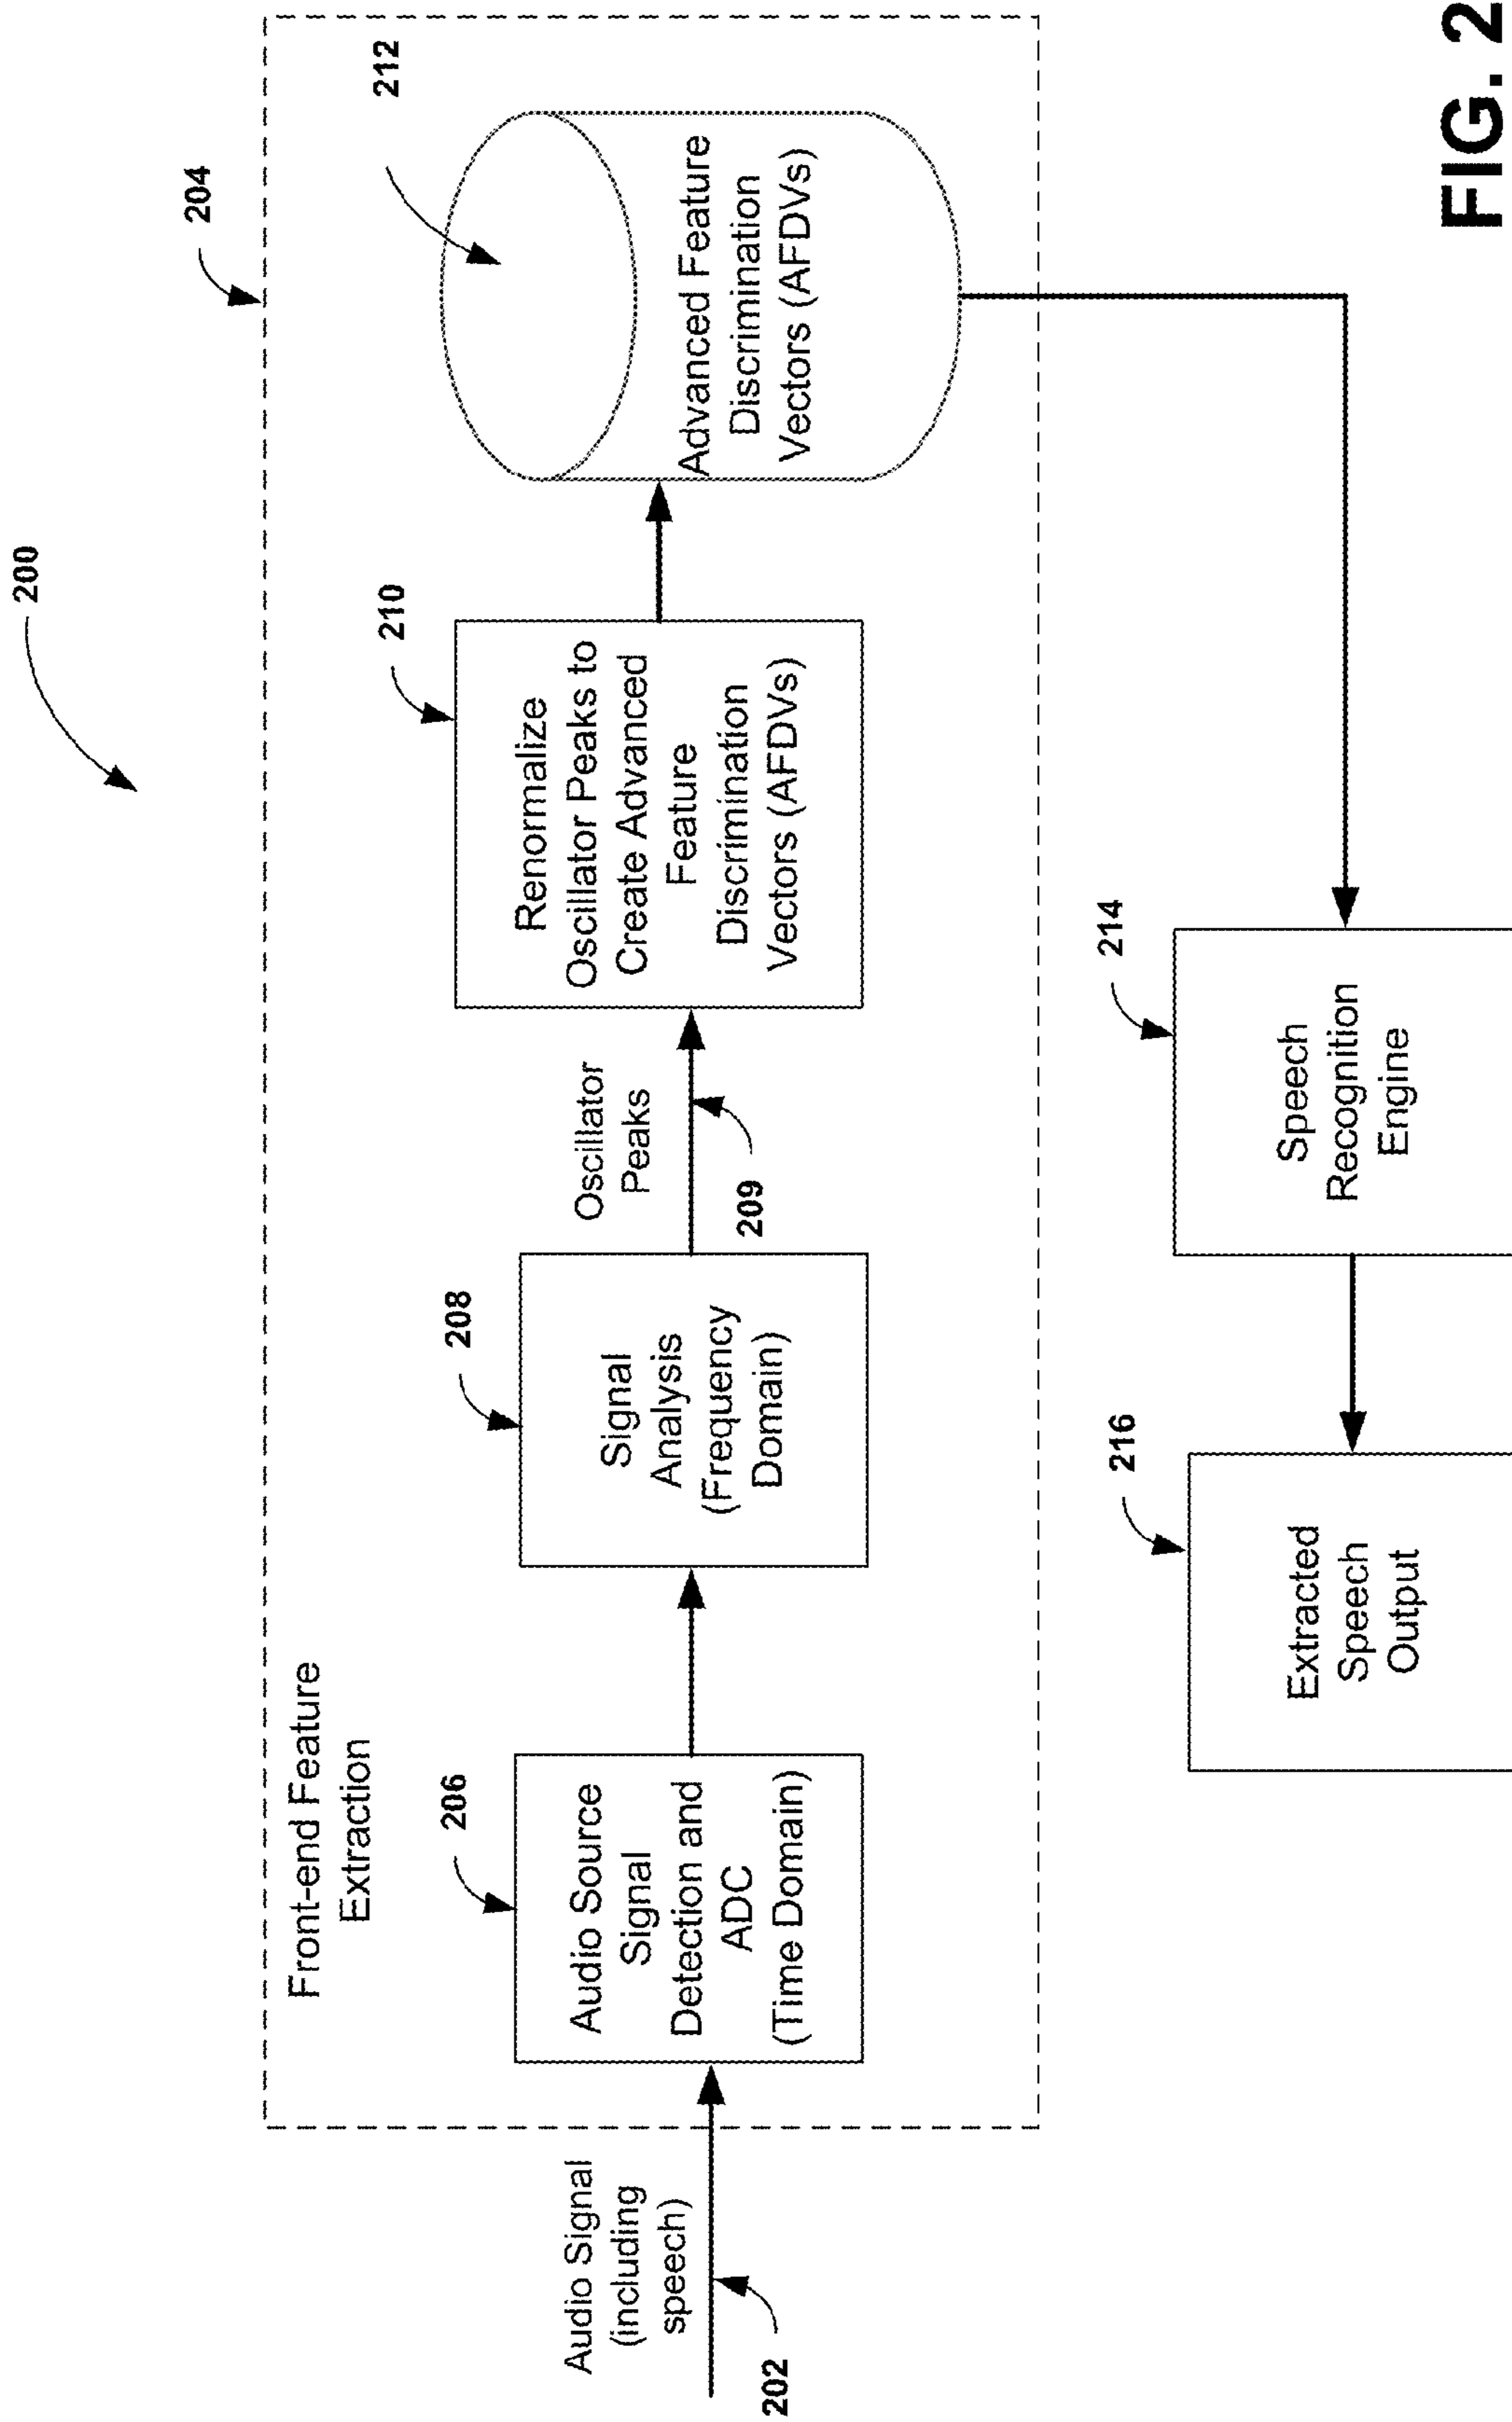 200
204
Front-end Feature
Extraction
206
208
210
212
Audio Signal
(including
speech)
202
Audio Source
Signal
Detection and
ADC
(Time Domain)
Signal
Analysis
(Frequency
Domain)
Oscillator
Peaks
209
Renormalize
Oscillator Peaks to
Create Advanced
Feature
Discrimination
Vectors (AFDVs)
Advanced Feature
Discrimination
Vectors (AFDVs)
214
Speech
Recognition
Engine
216
Extracted
Speech
Output
FIG. 2